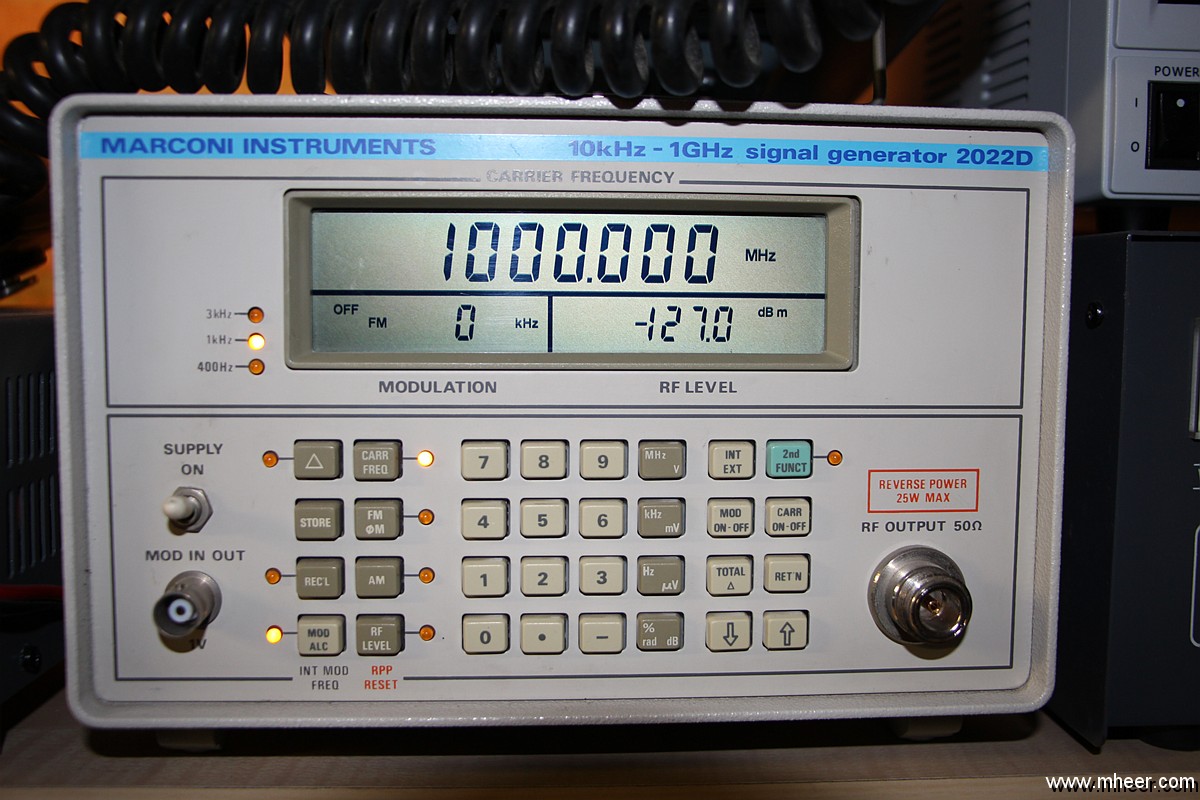 POWER
I
O
MARCONI INSTRUMENTS 10kHz - 1GHz signal generator 2022D
CARRIER FREQUENCY
1000.000 MHz
OFF FM 0 kHz -127.0 dBm
3kHz
1kHz
400Hz
MODULATION RF LEVEL
SUPPLY
ON
MOD IN OUT
1V
△ CARR FREQ 7 8 9 MHz V INT EXT 2nd FUNCT
STORE FM ØM 4 5 6 kHz mV MOD ON-OFF CARR ON-OFF
REC'L AM 1 2 3 Hz µV TOTAL △ RET'N
MOD ALC RF LEVEL 0 • − % rad dB ⇩ ⇧
INT MOD FREQ RPP RESET
REVERSE POWER
25W MAX
RF OUTPUT 50Ω
www.mheer.com